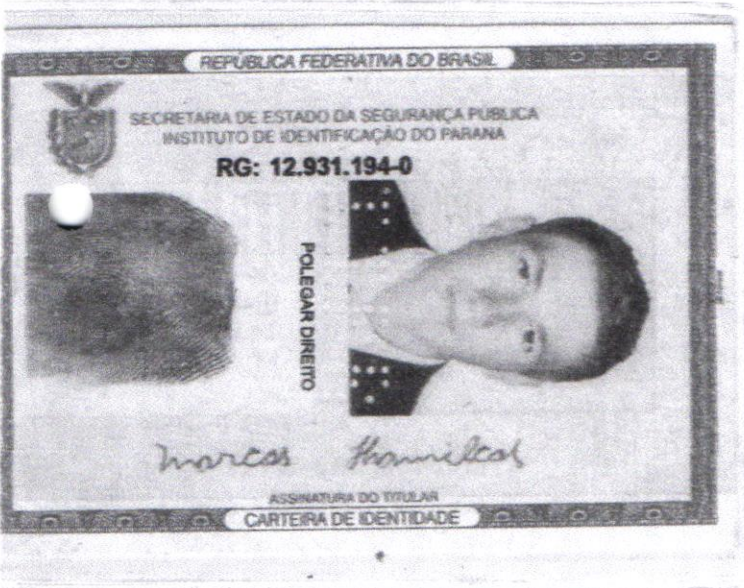 REPÚBLICA FEDERATIVA DO BRASIL
SECRETARIA DE ESTADO DA SEGURANÇA PÚBLICA
INSTITUTO DE IDENTIFICAÇÃO DO PARANÁ
RG: 12.931.194-0
POLEGAR DIREITO
Marcos
ASSINATURA DO TITULAR
CARTEIRA DE IDENTIDADE